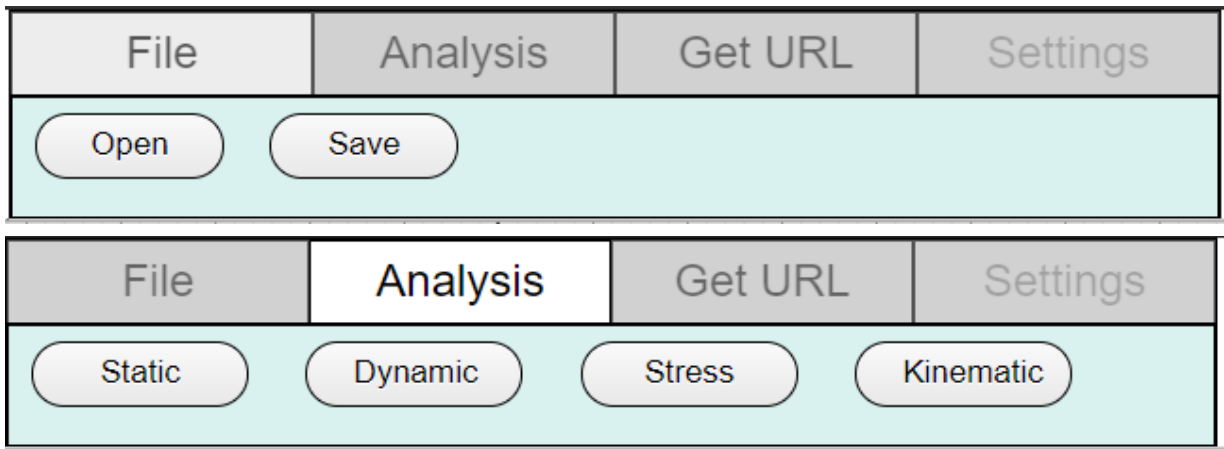 File Analysis Get URL Settings
Open Save
File Analysis Get URL Settings
Static Dynamic Stress Kinematic